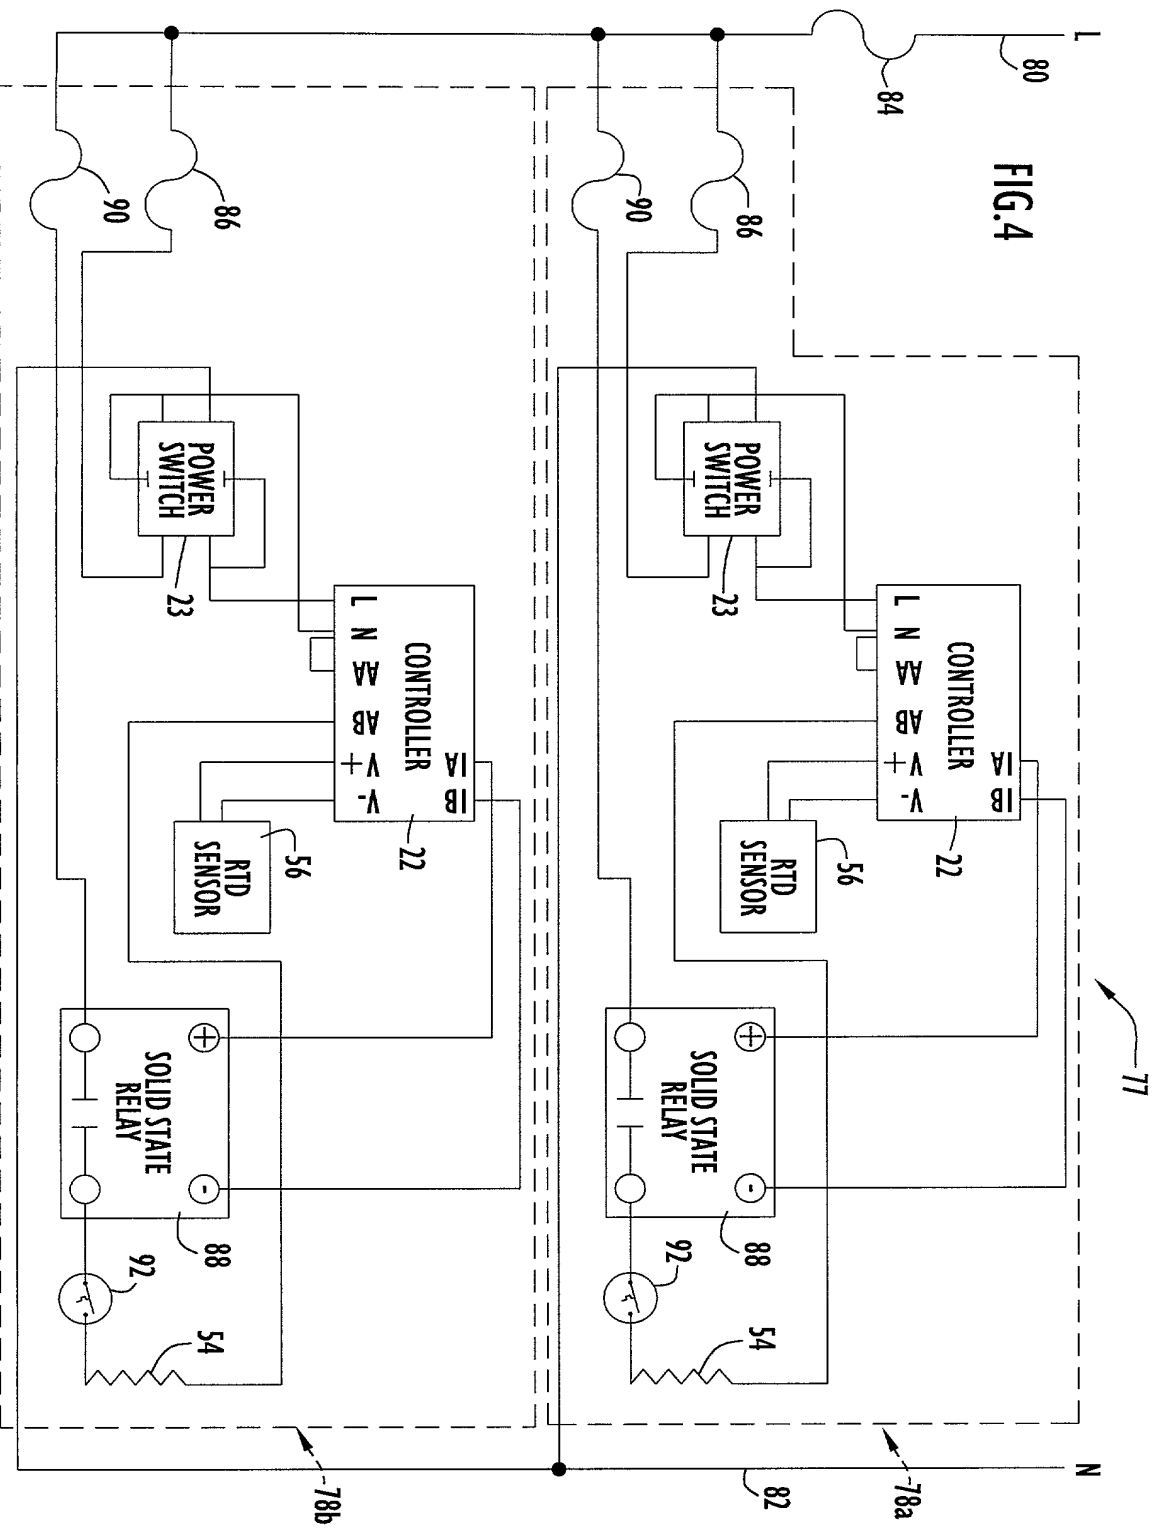 L
80
84
FIG.4
N
82
77
78a
86
90
POWER
SWITCH
23
CONTROLLER
L
N
AA
AB
V+
V-
IA
IB
22
RTD
SENSOR
56
SOLID STATE
RELAY
+
-
88
92
54
78b
86
90
POWER
SWITCH
23
CONTROLLER
L
N
AA
AB
V+
V-
IA
IB
22
RTD
SENSOR
56
SOLID STATE
RELAY
+
-
88
92
54